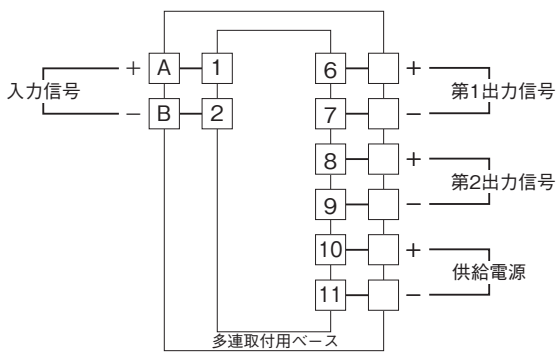 + A 1
入力信号
− B 2
6 +
第1出力信号
7 −
8 +
第2出力信号
9 −
10 +
供給電源
11 −
多連取付用ベース